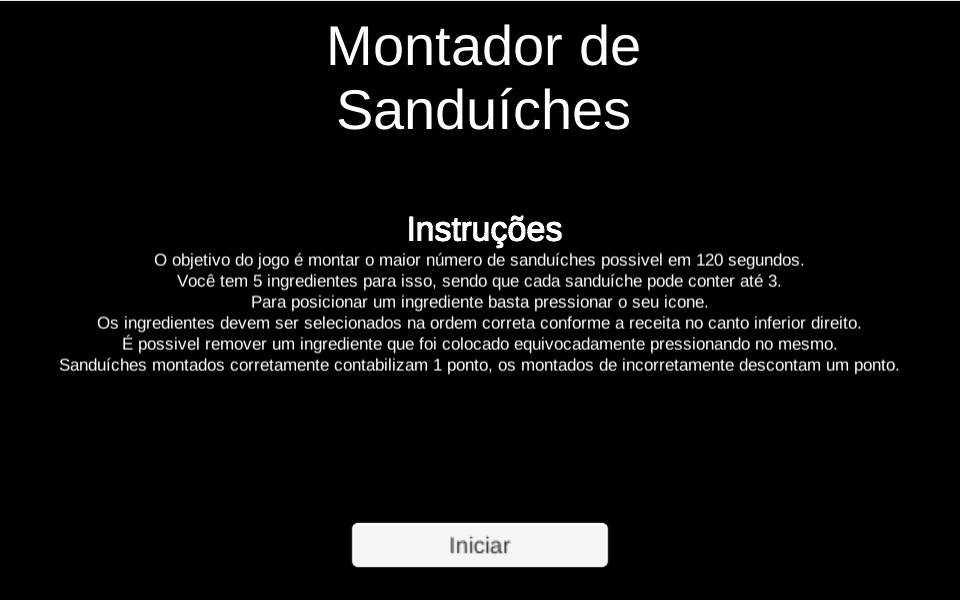 Montador de
Sanduíches
Instruções
O objetivo do jogo é montar o maior número de sanduíches possivel em 120 segundos.
Você tem 5 ingredientes para isso, sendo que cada sanduíche pode conter até 3.
Para posicionar um ingrediente basta pressionar o seu icone.
Os ingredientes devem ser selecionados na ordem correta conforme a receita no canto inferior direito.
É possivel remover um ingrediente que foi colocado equivocadamente pressionando no mesmo.
Sanduíches montados corretamente contabilizam 1 ponto, os montados de incorretamente descontam um ponto.
Iniciar